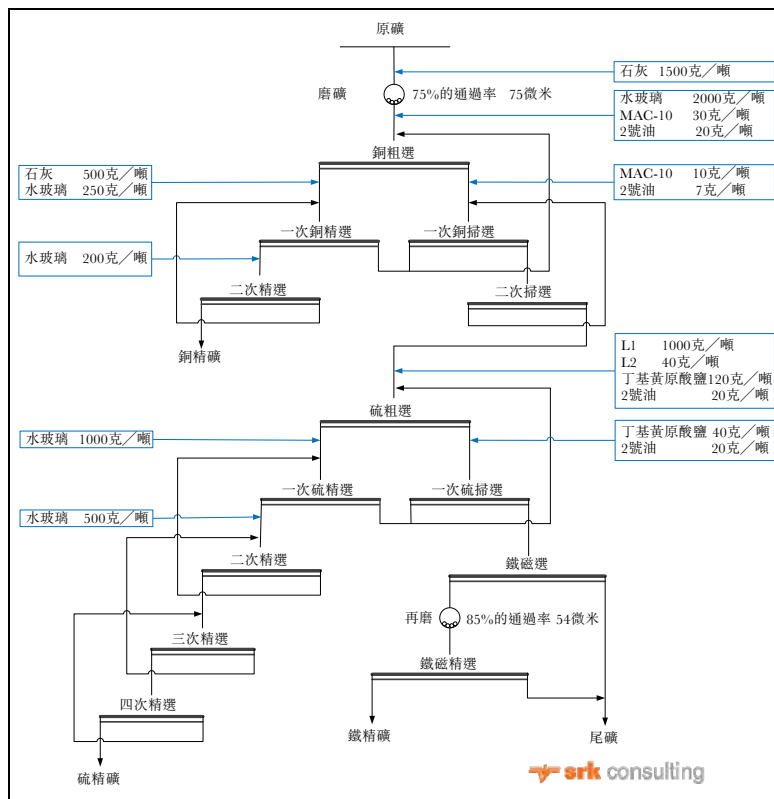 原礦
石灰 1500克／噸
磨礦
75%的通過率 75微米
水玻璃 2000克／噸
MAC-10 30克／噸
2號油 20克／噸
銅粗選
石灰 500克／噸
水玻璃 250克／噸
MAC-10 10克／噸
2號油 7克／噸
一次銅精選
一次銅掃選
水玻璃 200克／噸
二次精選
二次掃選
銅精礦
L1 1000克／噸
L2 40克／噸
丁基黃原酸鹽120克／噸
2號油 20克／噸
硫粗選
水玻璃 1000克／噸
丁基黃原酸鹽 40克／噸
2號油 20克／噸
一次硫精選
一次硫掃選
水玻璃 500克／噸
二次精選
鐵磁選
再磨
85%的通過率 54微米
三次精選
鐵磁精選
四次精選
鐵精礦
尾礦
硫精礦
srk consulting